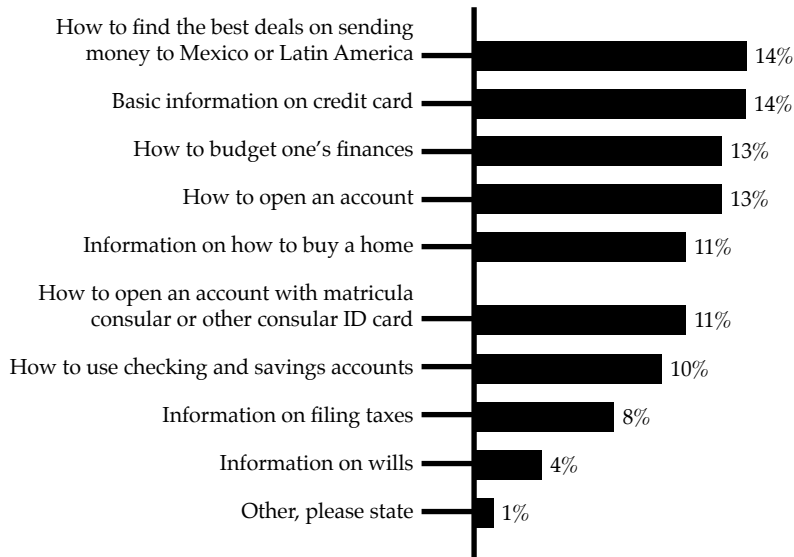 How to find the best deals on sending
money to Mexico or Latin America
14%
Basic information on credit card
14%
How to budget one's finances
13%
How to open an account
13%
Information on how to buy a home
11%
How to open an account with matricula
consular or other consular ID card
11%
How to use checking and savings accounts
10%
Information on filing taxes
8%
Information on wills
4%
Other, please state
1%